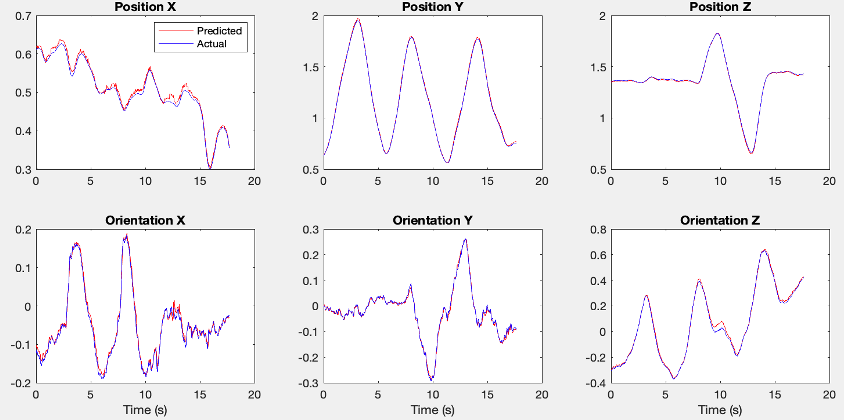 Position X
Position Y
Position Z
0.7
0.6
0.5
0.4
0.3
Predicted
Actual
0 5 10 15 20
2
1.5
1
0.5
0 5 10 15 20
2
1.5
1
0.5
0 5 10 15 20
Orientation X
Orientation Y
Orientation Z
0.2
0.1
0
-0.1
-0.2
0 5 10 15 20
Time (s)
0.3
0.2
0.1
0
-0.1
-0.2
-0.3
0 5 10 15 20
Time (s)
0.8
0.6
0.4
0.2
0
-0.2
-0.4
0 5 10 15 20
Time (s)